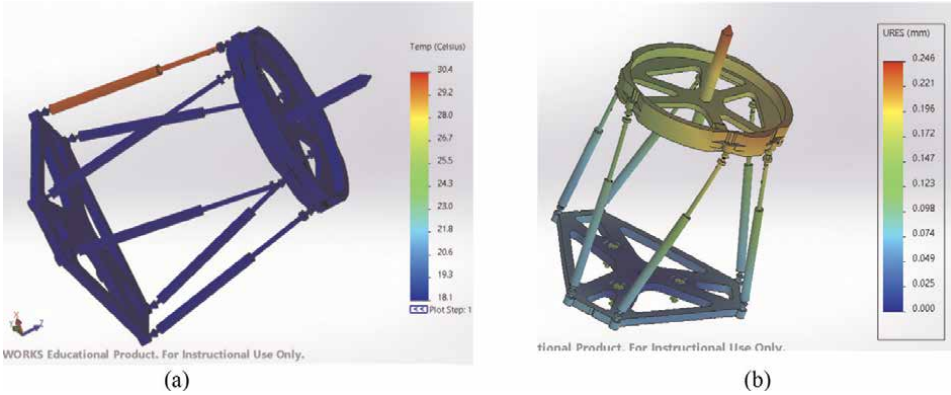 Temp (Celsius)
30.4
29.2
28.0
26.7
25.5
24.3
23.0
21.8
20.6
19.3
18.1
Plot Step: 1
X
Y
Z
WORKS Educational Product. For Instructional Use Only.
(a)
URES (mm)
0.246
0.221
0.196
0.172
0.147
0.123
0.098
0.074
0.049
0.025
0.000
tional Product. For Instructional Use Only.
(b)